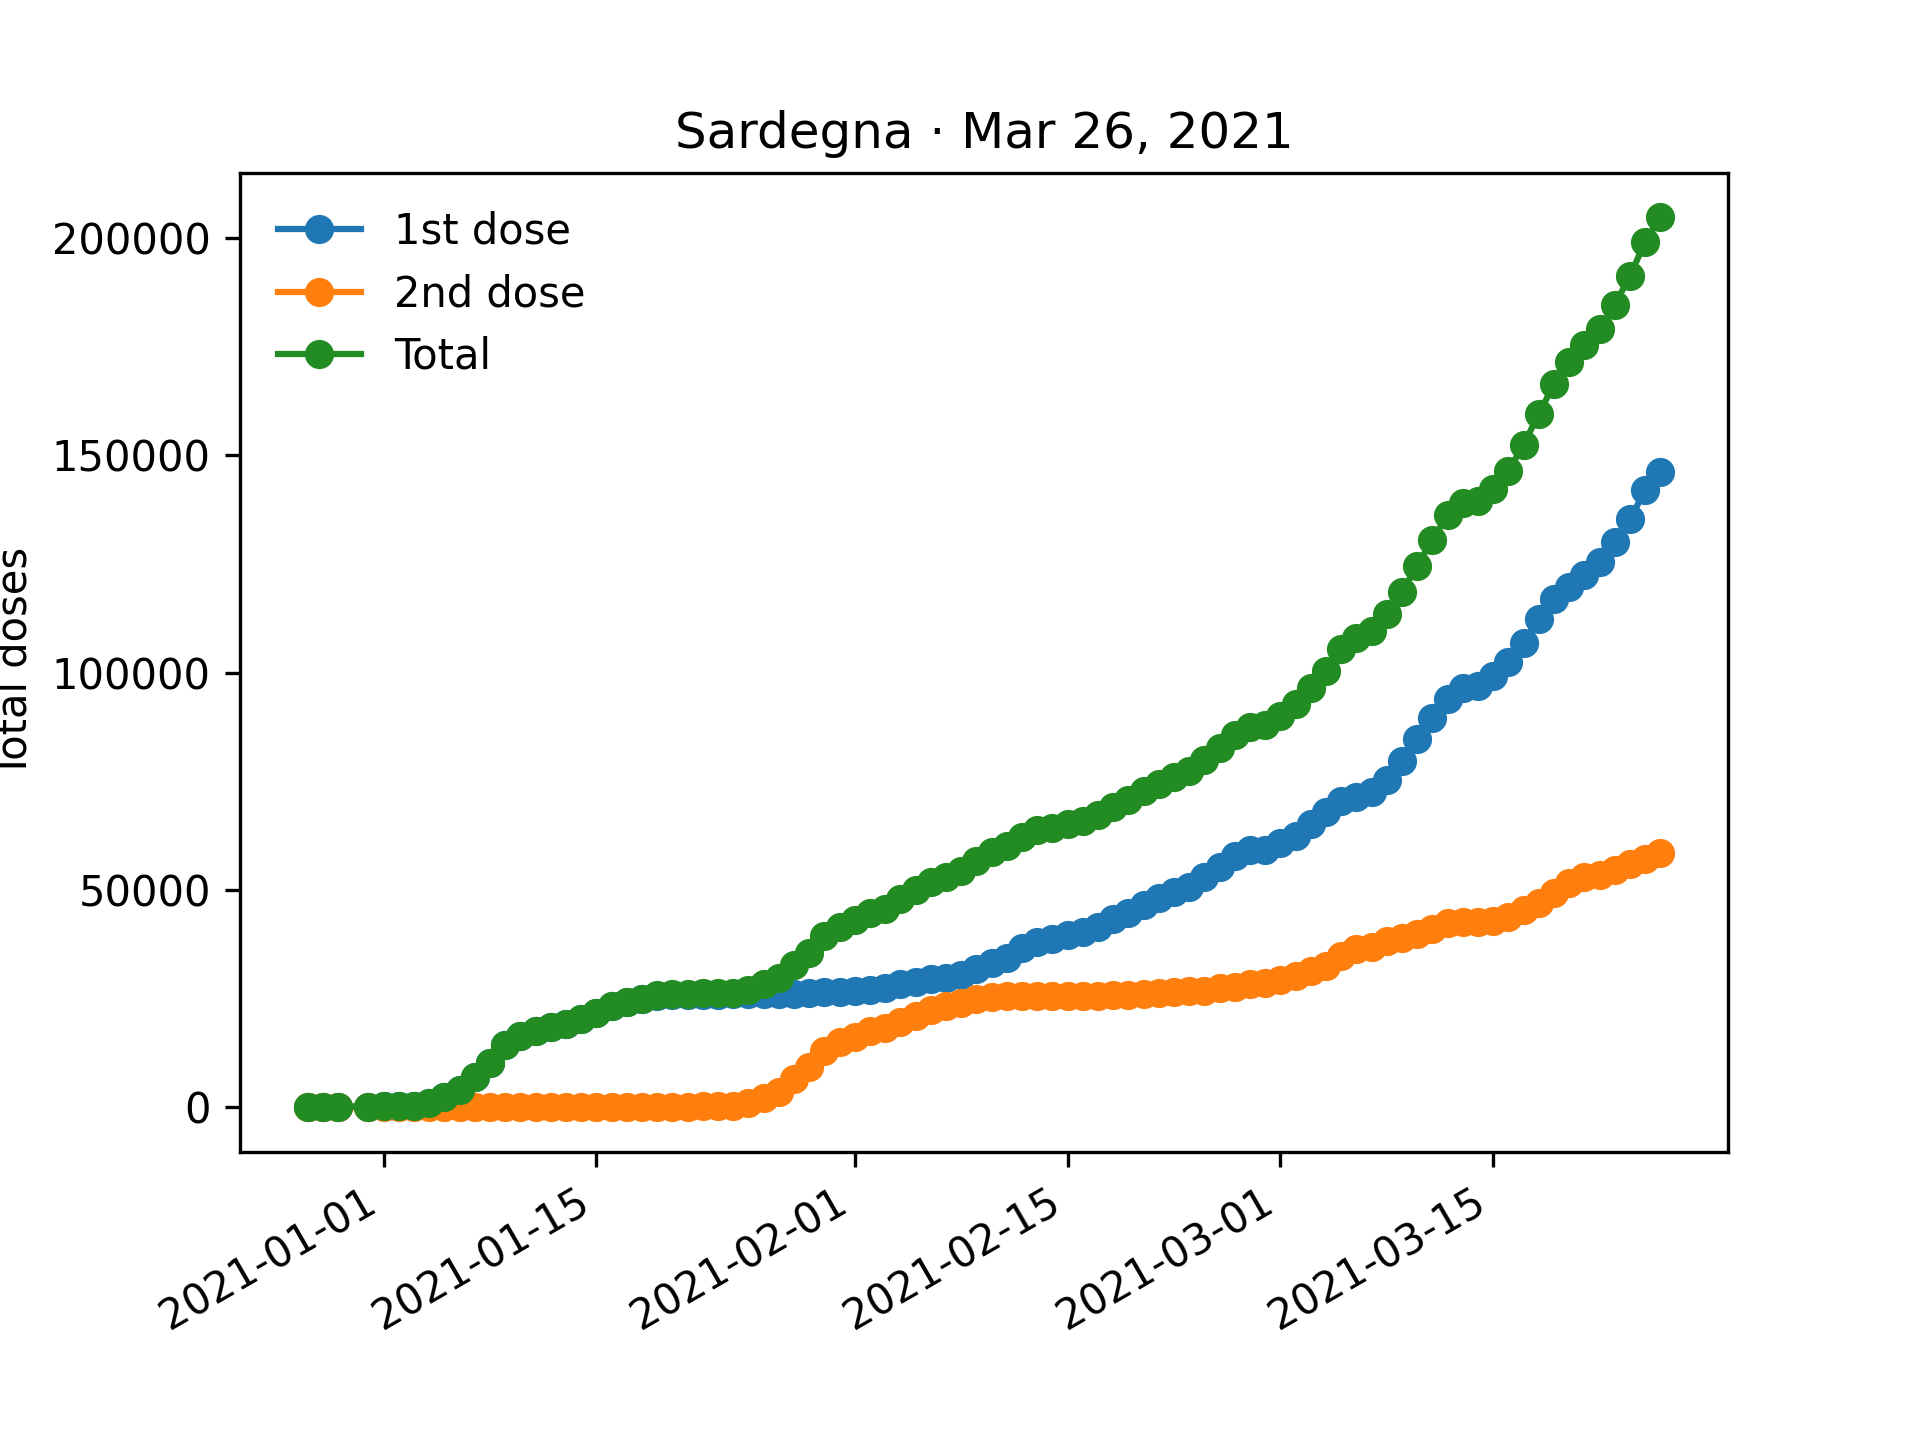 Sardegna · Mar 26, 2021
1st dose
2nd dose
Total
Total doses
200000
150000
100000
50000
0
2021-01-01
2021-01-15
2021-02-01
2021-02-15
2021-03-01
2021-03-15